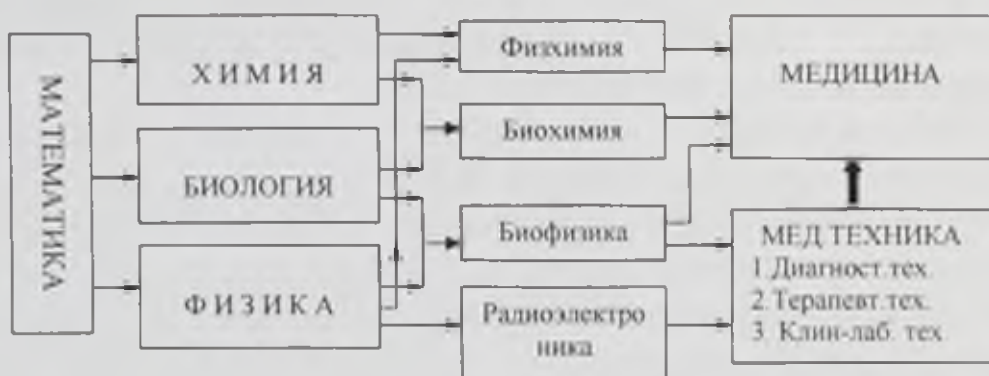 МАТЕМАТИКА
ХИМИЯ
БИОЛОГИЯ
ФИЗИКА
Физхимия
Биохимия
Биофизика
Радиоэлектро
ника
МЕДИЦИНА
МЕД.ТЕХНИКА
1.Диагност.тех.
2.Терапевт.тех.
3. Клин-лаб. тех